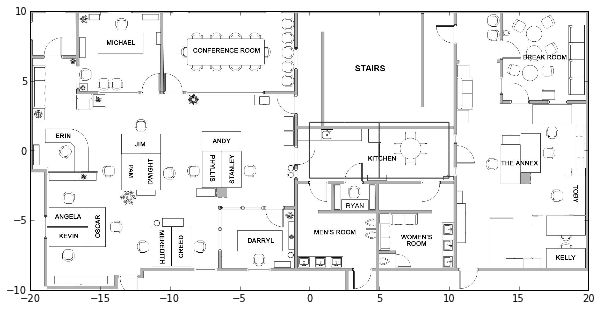 10
5
0
−5
−10
MICHAEL
CONFERENCE ROOM
STAIRS
BREAK ROOM
ERIN
JIM
ANDY
PAM
DWIGHT
PHYLLIS
STANLEY
KITCHEN
THE ANNEX
TOBY
RYAN
ANGELA
OSCAR
KEVIN
MEREDITH
CREED
DARRYL
MEN'S ROOM
WOMEN'S
ROOM
KELLY
−20
−15
−10
−5
0
5
10
15
20